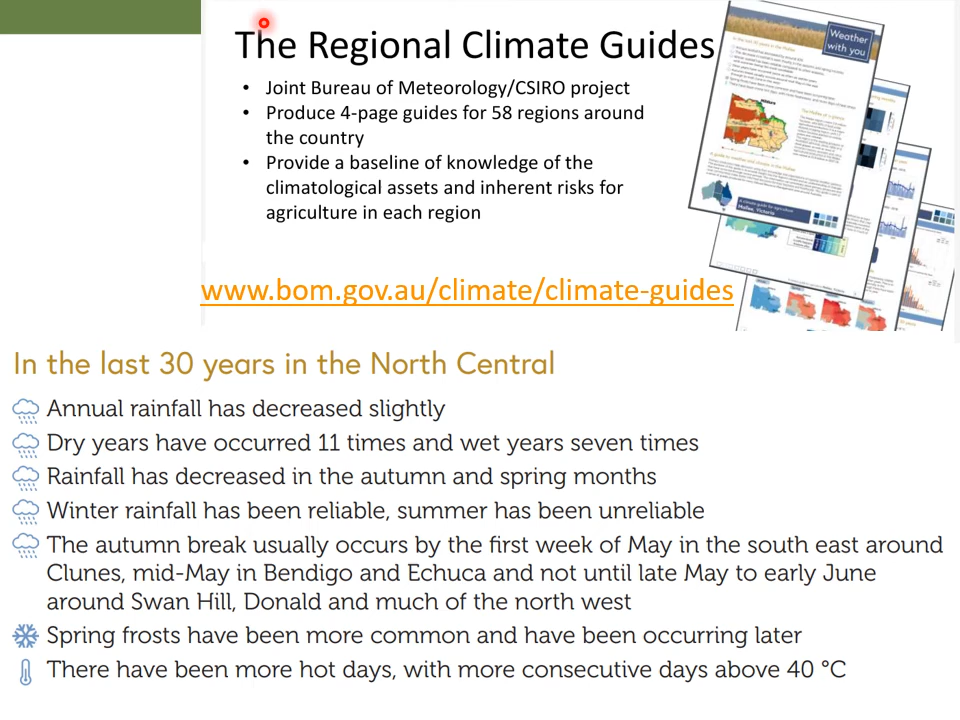 The Regional Climate Guides
• Joint Bureau of Meteorology/CSIRO project
• Produce 4-page guides for 58 regions around
the country
• Provide a baseline of knowledge of the
climatological assets and inherent risks for
agriculture in each region
Weather
with you
A climate guide for agriculture
Mallee, Victoria
www.bom.gov.au/climate/climate-guides
In the last 30 years in the North Central
Annual rainfall has decreased slightly
Dry years have occurred 11 times and wet years seven times
Rainfall has decreased in the autumn and spring months
Winter rainfall has been reliable, summer has been unreliable
The autumn break usually occurs by the first week of May in the south east around
Clunes, mid-May in Bendigo and Echuca and not until late May to early June
around Swan Hill, Donald and much of the north west
Spring frosts have been more common and have been occurring later
There have been more hot days, with more consecutive days above 40 °C